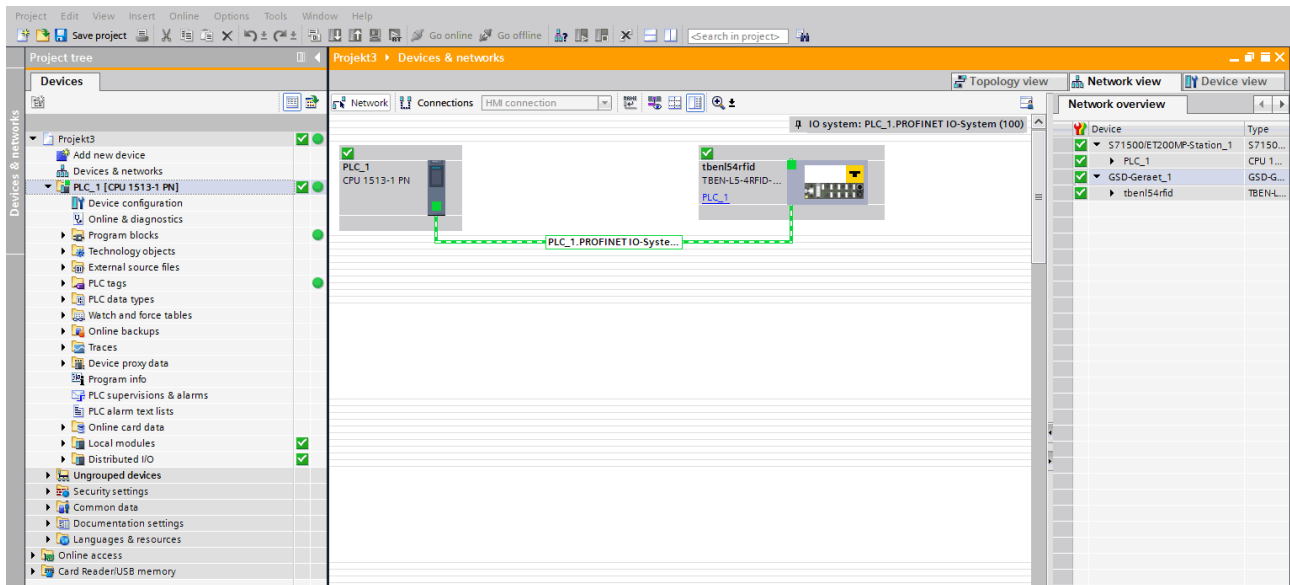 Project Edit View Insert Online Options Tools Window Help
Save project Go online Go offline <Search in project>
Project tree
Projekt3 Devices & networks
Devices
Topology view Network view Device view
Devices & networks
Network Connections HMI connection
Network overview
IO system: PLC_1.PROFINET IO-System (100)
Device Type
Projekt3
Add new device
Devices & networks
PLC_1 [CPU 1513-1 PN]
Device configuration
Online & diagnostics
Program blocks
Technology objects
External source files
PLC tags
PLC data types
Watch and force tables
Online backups
Traces
Device proxy data
Program info
PLC supervisions & alarms
PLC alarm text lists
Online card data
Local modules
Distributed I/O
Ungrouped devices
Security settings
Common data
Documentation settings
Languages & resources
Online access
Card Reader/USB memory
PLC_1
CPU 1513-1 PN
tbenl54rfid
TBEN-L5-4RFID-...
PLC_1
PLC_1.PROFINET IO-Syste...
S71500/ET200MP-Station_1 S7150...
PLC_1 CPU 1...
GSD-Geraet_1 GSD-G...
tbenl54rfid TBEN-L...